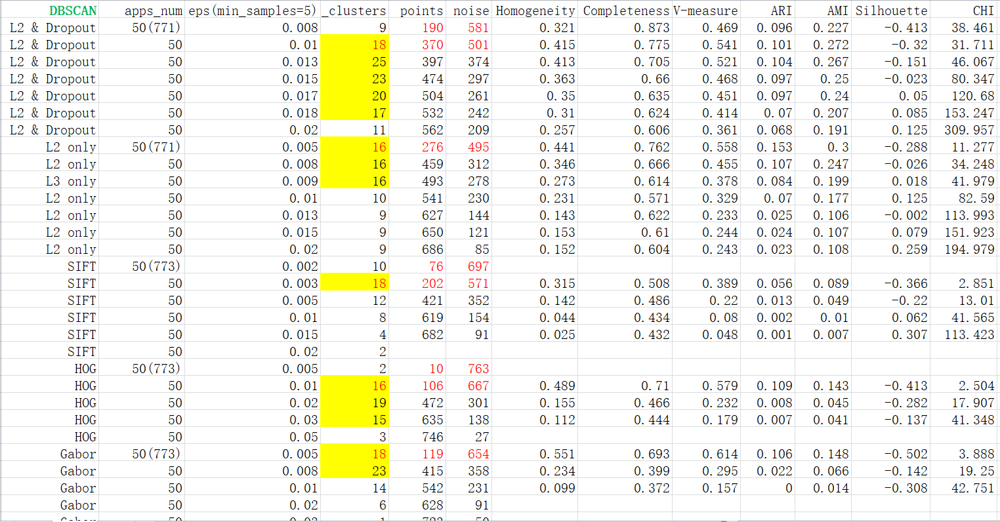 DBSCAN apps_num eps(min_samples=5) _clusters points noise Homogeneity Completeness V-measure ARI AMI Silhouette CHI
L2 & Dropout 50(771) 0.008 9 190 581 0.321 0.873 0.469 0.096 0.227 -0.413 38.461
L2 & Dropout 50 0.01 18 370 501 0.415 0.775 0.541 0.101 0.272 -0.32 31.711
L2 & Dropout 50 0.013 25 397 374 0.413 0.705 0.521 0.104 0.267 -0.151 46.067
L2 & Dropout 50 0.015 23 474 297 0.363 0.66 0.468 0.097 0.25 -0.023 80.347
L2 & Dropout 50 0.017 20 504 261 0.35 0.635 0.451 0.097 0.24 0.05 120.68
L2 & Dropout 50 0.018 17 532 242 0.31 0.624 0.414 0.07 0.207 0.085 153.247
L2 & Dropout 50 0.02 11 562 209 0.257 0.606 0.361 0.068 0.191 0.125 309.957
L2 only 50(771) 0.005 16 276 495 0.441 0.762 0.558 0.153 0.3 -0.288 11.277
L2 only 50 0.008 16 459 312 0.346 0.666 0.455 0.107 0.247 -0.026 34.248
L3 only 50 0.009 16 493 278 0.273 0.614 0.378 0.084 0.199 0.018 41.979
L2 only 50 0.01 10 541 230 0.231 0.571 0.329 0.07 0.177 0.125 82.59
L2 only 50 0.013 9 627 144 0.143 0.622 0.233 0.025 0.106 -0.002 113.993
L2 only 50 0.015 9 650 121 0.153 0.61 0.244 0.024 0.107 0.079 151.923
L2 only 50 0.02 9 686 85 0.152 0.604 0.243 0.023 0.108 0.259 194.979
SIFT 50(773) 0.002 10 76 697
SIFT 50 0.003 18 202 571 0.315 0.508 0.389 0.056 0.089 -0.366 2.851
SIFT 50 0.005 12 421 352 0.142 0.486 0.22 0.013 0.049 -0.22 13.01
SIFT 50 0.01 8 619 154 0.044 0.434 0.08 0.002 0.01 0.062 41.565
SIFT 50 0.015 4 682 91 0.025 0.432 0.048 0.001 0.007 0.307 113.423
SIFT 50 0.02 2
HOG 50(773) 0.005 2 10 763
HOG 50 0.01 16 106 667 0.489 0.71 0.579 0.109 0.143 -0.413 2.504
HOG 50 0.02 19 472 301 0.155 0.466 0.232 0.008 0.045 -0.282 17.907
HOG 50 0.03 15 635 138 0.112 0.444 0.179 0.007 0.041 -0.137 41.348
HOG 50 0.05 3 746 27
Gabor 50(773) 0.005 18 119 654 0.551 0.693 0.614 0.106 0.148 -0.502 3.888
Gabor 50 0.008 23 415 358 0.234 0.399 0.295 0.022 0.066 -0.142 19.25
Gabor 50 0.01 14 542 231 0.099 0.372 0.157 0 0.014 -0.308 42.751
Gabor 50 0.02 6 628 91